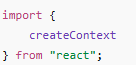 import {
    createContext
} from "react";